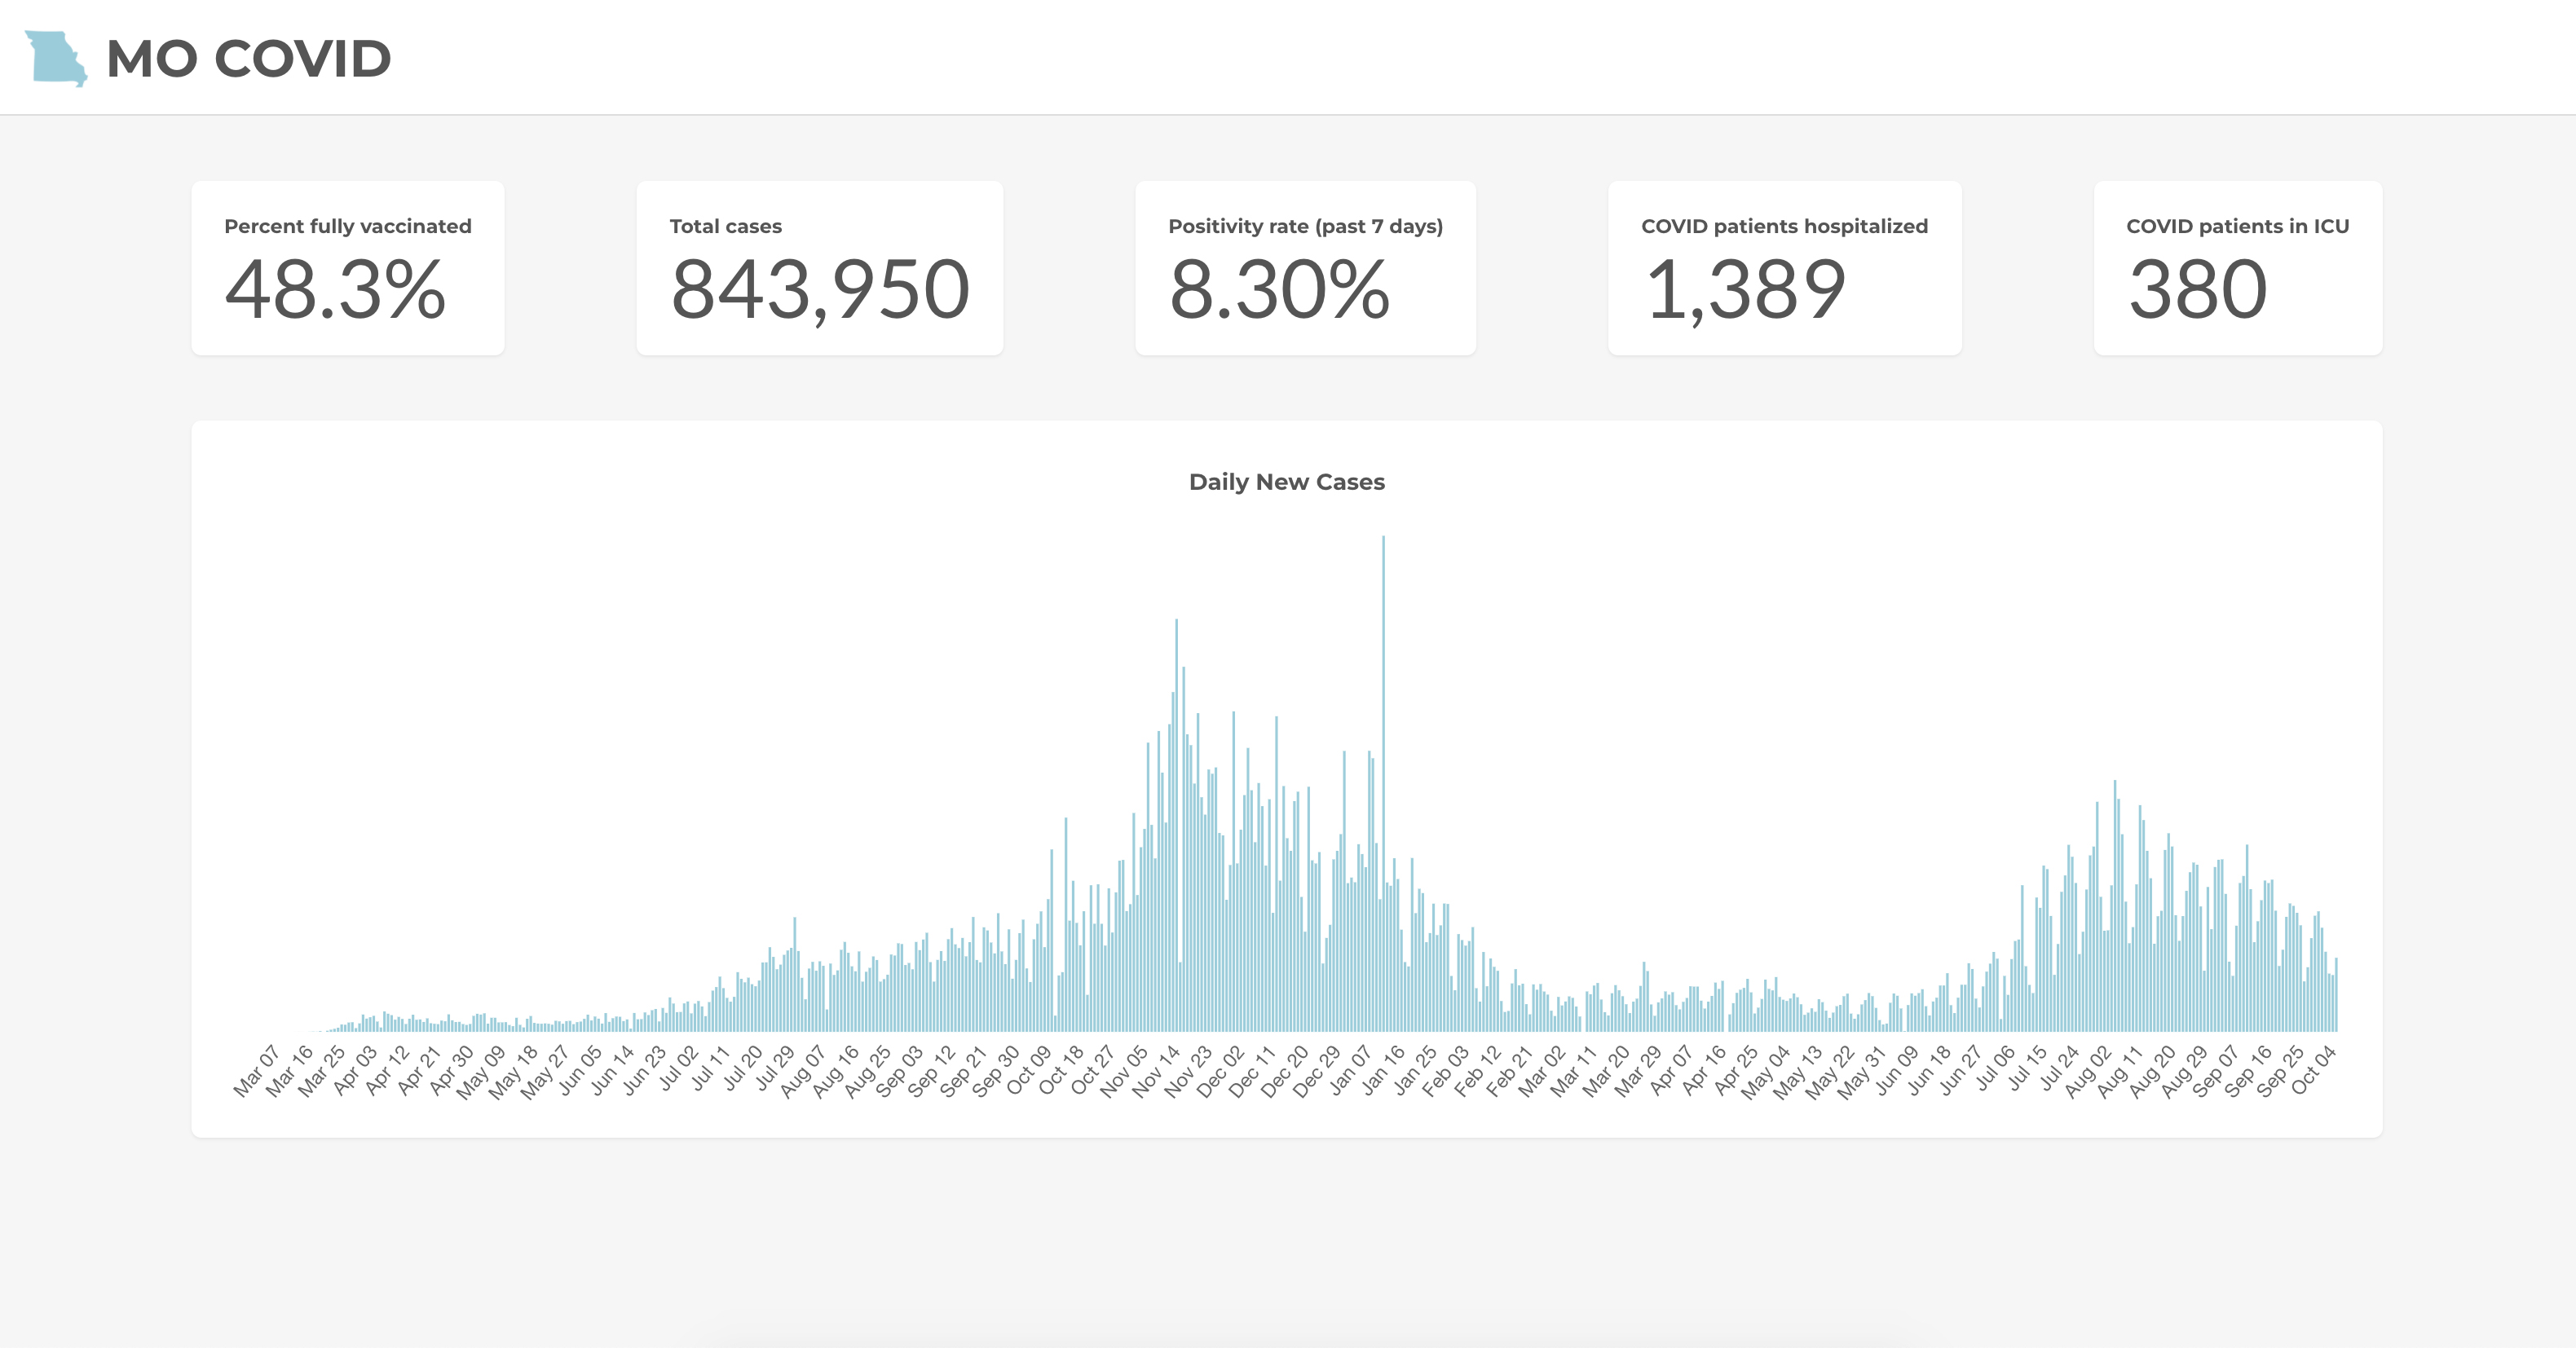 MO COVID
Percent fully vaccinated
48.3%
Total cases
843,950
Positivity rate (past 7 days)
8.30%
COVID patients hospitalized
1,389
COVID patients in ICU
380
Daily New Cases
Mar 07
Mar 16
Mar 25
Apr 03
Apr 12
Apr 21
Apr 30
May 09
May 18
May 27
Jun 05
Jun 14
Jun 23
Jul 02
Jul 11
Jul 20
Jul 29
Aug 07
Aug 16
Aug 25
Sep 03
Sep 12
Sep 21
Sep 30
Oct 09
Oct 18
Oct 27
Nov 05
Nov 14
Nov 23
Dec 02
Dec 11
Dec 20
Dec 29
Jan 07
Jan 16
Jan 25
Feb 03
Feb 12
Feb 21
Mar 02
Mar 11
Mar 20
Mar 29
Apr 07
Apr 16
Apr 25
May 04
May 13
May 22
May 31
Jun 09
Jun 18
Jun 27
Jul 06
Jul 15
Jul 24
Aug 02
Aug 11
Aug 20
Aug 29
Sep 07
Sep 16
Sep 25
Oct 04